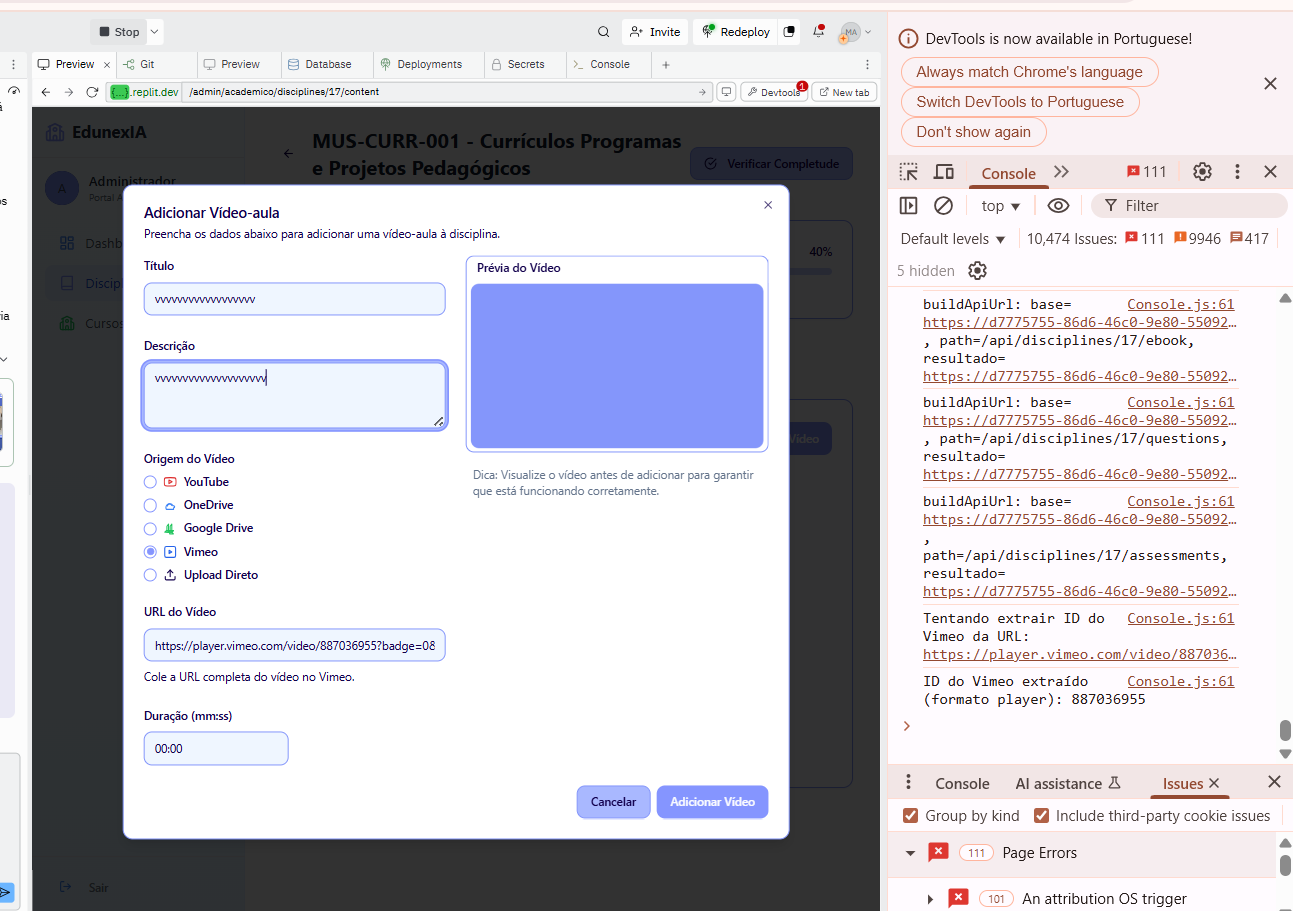 Stop
Invite
Redeploy
MA
Preview
Git
Preview
Database
Deployments
Secrets
Console
{...}.replit.dev
/admin/academico/disciplines/17/content
Devtools
1
New tab
EdunexIA
A
Administrador
Portal A
Dashb
Discipl
Cursos
Sair
MUS-CURR-001 - Currículos Programas
e Projetos Pedagógicos
Verificar Completude
40%
Vídeo
Adicionar Vídeo-aula
Preencha os dados abaixo para adicionar uma vídeo-aula à disciplina.
Título
vvvvvvvvvvvvvvvvvv
Descrição
vvvvvvvvvvvvvvvvvvvv
Origem do Vídeo
YouTube
OneDrive
Google Drive
Vimeo
Upload Direto
URL do Vídeo
https://player.vimeo.com/video/887036955?badge=08
Cole a URL completa do vídeo no Vimeo.
Duração (mm:ss)
00:00
Prévia do Vídeo
Dica: Visualize o vídeo antes de adicionar para garantir
que está funcionando corretamente.
Cancelar
Adicionar Vídeo
DevTools is now available in Portuguese!
Always match Chrome's language
Switch DevTools to Portuguese
Don't show again
Console
111
top
Filter
Default levels
10,474 Issues:
111
9946
417
5 hidden
buildApiUrl: base= Console.js:61
https://d7775755-86d6-46c0-9e80-55092…
, path=/api/disciplines/17/ebook,
resultado=
https://d7775755-86d6-46c0-9e80-55092…
buildApiUrl: base= Console.js:61
https://d7775755-86d6-46c0-9e80-55092…
, path=/api/disciplines/17/questions,
resultado=
https://d7775755-86d6-46c0-9e80-55092…
buildApiUrl: base= Console.js:61
https://d7775755-86d6-46c0-9e80-55092…
,
path=/api/disciplines/17/assessments,
resultado=
https://d7775755-86d6-46c0-9e80-55092…
Tentando extrair ID do Console.js:61
Vimeo da URL:
https://player.vimeo.com/video/887036…
ID do Vimeo extraído Console.js:61
(formato player): 887036955
Console
AI assistance
Issues
Group by kind
Include third-party cookie issues
111
Page Errors
101
An attribution OS trigger